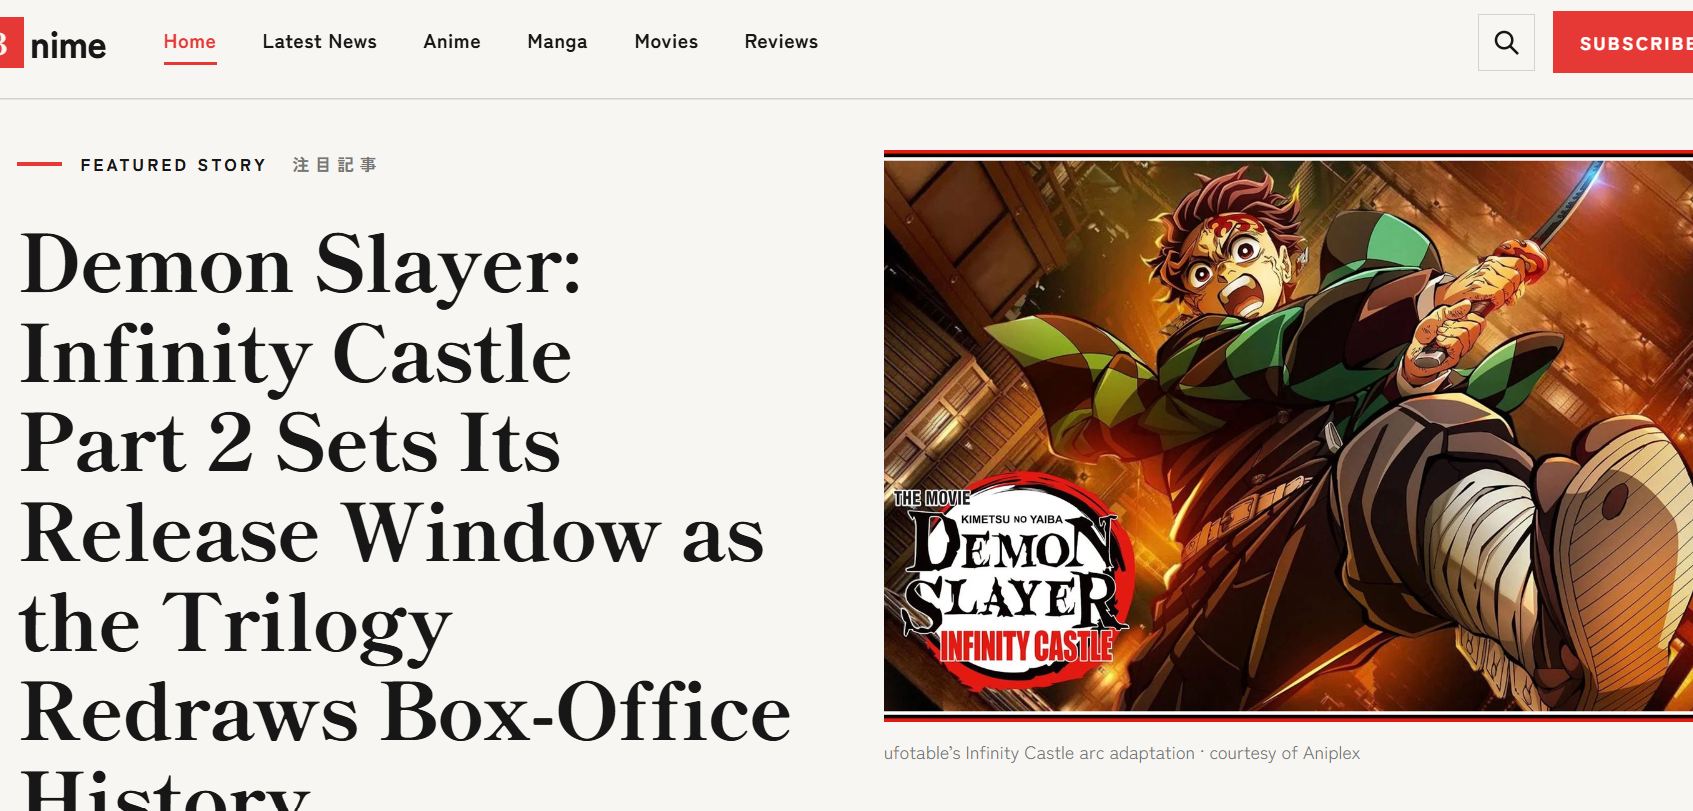 nime
Home Latest News Anime Manga Movies Reviews
SUBSCRIBE
FEATURED STORY 注目記事
Demon Slayer:
Infinity Castle
Part 2 Sets Its
Release Window as
the Trilogy
Redraws Box-Office
History
THE MOVIE
KIMETSU NO YAIBA
DEMON
SLAYER
INFINITY CASTLE
ufotable’s Infinity Castle arc adaptation · courtesy of Aniplex